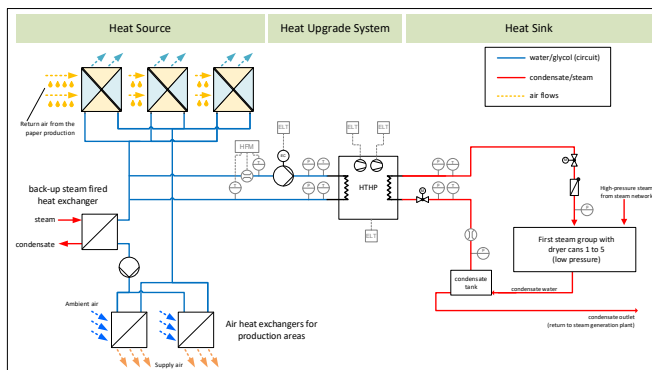 Heat Source
Heat Upgrade System
Heat Sink
water/glycol (circuit)
condensate/steam
air flows
Return air from the
paper production
ELT
ELT
ELT
HFM
EC
P
T
P
T
P
T
P
T
T
T
HTHP
ELT
M
M
P
P
back-up steam fired
heat exchanger
steam
condensate
High-pressure steam
from steam network
First steam group with
dryer cans 1 to 5
(low pressure)
condensate
tank
condensate water
condensate outlet
(return to steam generation plant)
Ambient air
Air heat exchangers for
production areas
Supply air